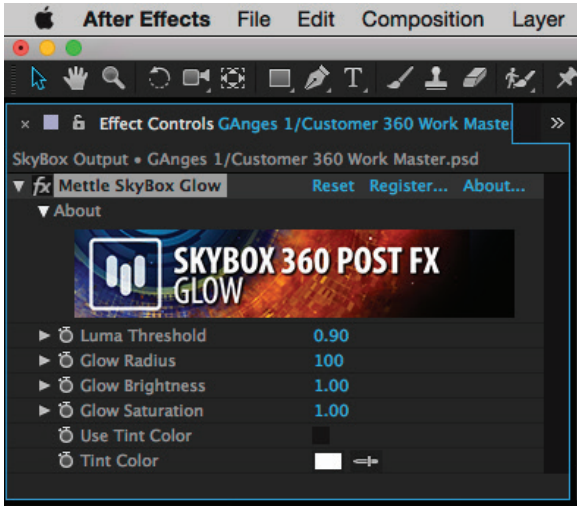 After Effects File Edit Composition Layer
Effect Controls GAnges 1/Customer 360 Work Master
SkyBox Output • GAnges 1/Customer 360 Work Master.psd
fx Mettle SkyBox Glow Reset Register... About...
About
SKYBOX 360 POST FX
GLOW
Luma Threshold 0.90
Glow Radius 100
Glow Brightness 1.00
Glow Saturation 1.00
Use Tint Color
Tint Color